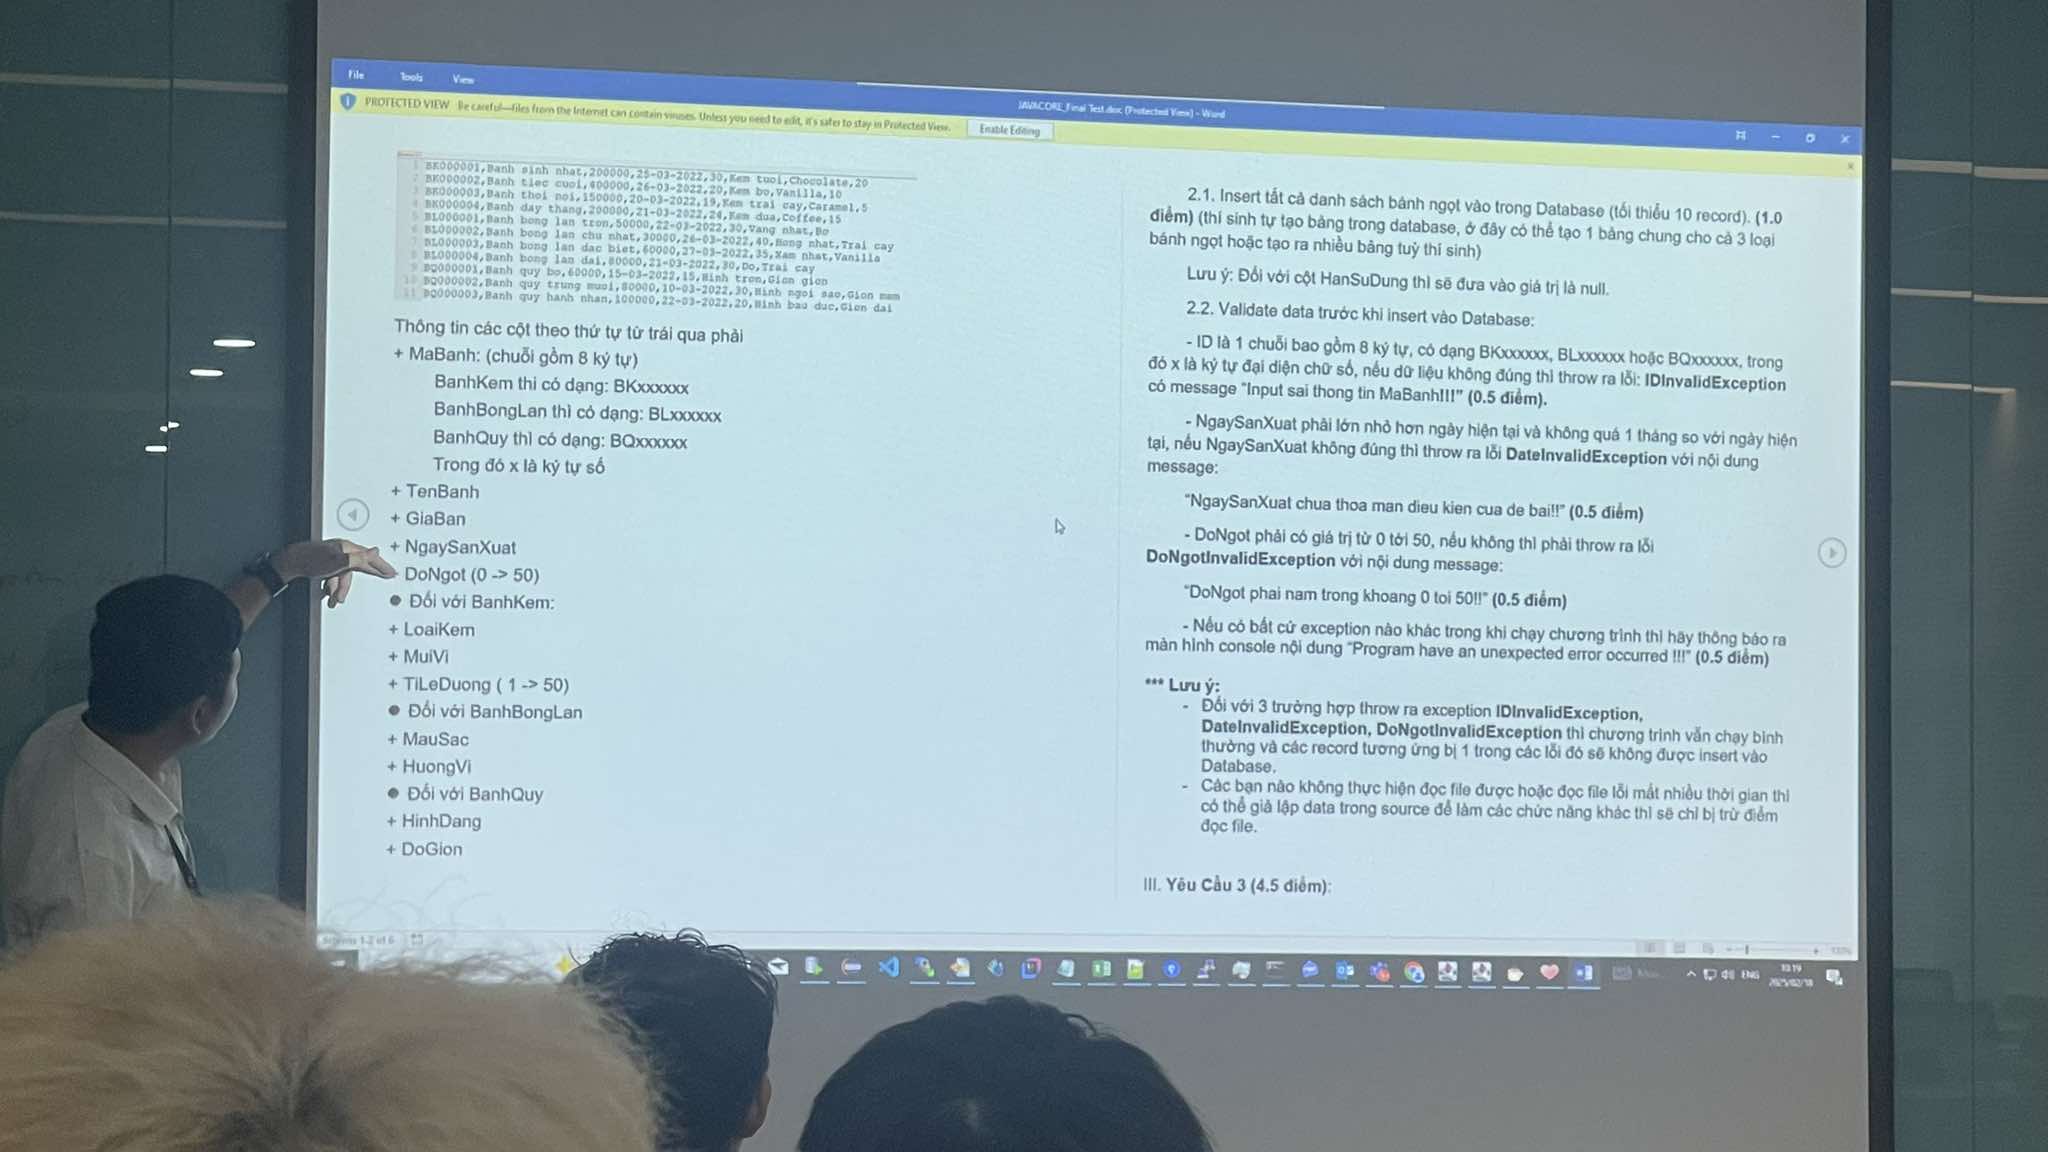 File Tools View
JAVACORE_Final Test.doc (Protected View) - Word
PROTECTED VIEW Be careful—files from the Internet can contain viruses. Unless you need to edit, it's safer to stay in Protected View. Enable Editing
1 BK000001,Banh sinh nhat,200000,25-03-2022,30,Kem tuoi,Chocolate,20
2 BK000002,Banh tiec cuoi,400000,26-03-2022,20,Kem bo,Vanilla,10
3 BK000003,Banh thoi noi,150000,20-03-2022,19,Kem trai cay,Caramel,5
4 BK000004,Banh day thang,200000,21-03-2022,24,Kem dua,Coffee,15
5 BL000001,Banh bong lan tron,50000,22-03-2022,30,Vang nhat,Bo
6 BL000002,Banh bong lan chu nhat,30000,26-03-2022,40,Hong nhat,Trai cay
7 BL000003,Banh bong lan dac biet,60000,27-03-2022,35,Xam nhat,Vanilla
8 BL000004,Banh bong lan dai,80000,21-03-2022,30,Do,Trai cay
9 BQ000001,Banh quy bo,60000,15-03-2022,15,Hinh tron,Gion gion
10 BQ000002,Banh quy trung muoi,80000,10-03-2022,30,Hinh ngoi sao,Gion mem
11 BQ000003,Banh quy hanh nhan,100000,22-03-2022,20,Hinh bau duc,Gion dai
Thông tin các cột theo thứ tự từ trái qua phải
+ MaBanh: (chuỗi gồm 8 ký tự)
BanhKem thì có dạng: BKxxxxxx
BanhBongLan thì có dạng: BLxxxxxx
BanhQuy thì có dạng: BQxxxxxx
Trong đó x là ký tự số
+ TenBanh
+ GiaBan
+ NgaySanXuat
DoNgot (0 -> 50)
● Đối với BanhKem:
+ LoaiKem
+ MuiVi
+ TiLeDuong ( 1 -> 50)
● Đối với BanhBongLan
+ MauSac
+ HuongVi
● Đối với BanhQuy
+ HinhDang
+ DoGion
2.1. Insert tất cả danh sách bánh ngọt vào trong Database (tối thiểu 10 record). (1.0
điểm) (thí sinh tự tạo bảng trong database, ở đây có thể tạo 1 bảng chung cho cả 3 loại
bánh ngọt hoặc tạo ra nhiều bảng tuỳ thí sinh)
Lưu ý: Đối với cột HanSuDung thì sẽ đưa vào giá trị là null.
2.2. Validate data trước khi insert vào Database:
- ID là 1 chuỗi bao gồm 8 ký tự, có dạng BKxxxxxx, BLxxxxxx hoặc BQxxxxxx, trong
đó x là ký tự đại diện chữ số, nếu dữ liệu không đúng thì throw ra lỗi: IDInvalidException
có message "Input sai thong tin MaBanh!!!" (0.5 điểm).
- NgaySanXuat phải lớn nhỏ hơn ngày hiện tại và không quá 1 tháng so với ngày hiện
tại, nếu NgaySanXuat không đúng thì throw ra lỗi DateInvalidException với nội dung
message:
"NgaySanXuat chua thoa man dieu kien cua de bai!!" (0.5 điểm)
- DoNgot phải có giá trị từ 0 tới 50, nếu không thì phải throw ra lỗi
DoNgotInvalidException với nội dung message:
"DoNgot phai nam trong khoang 0 toi 50!!" (0.5 điểm)
- Nếu có bất cứ exception nào khác trong khi chạy chương trình thì hãy thông báo ra
màn hình console nội dung "Program have an unexpected error occurred !!!" (0.5 điểm)
*** Lưu ý:
- Đối với 3 trường hợp throw ra exception IDInvalidException,
DateInvalidException, DoNgotInvalidException thì chương trình vẫn chạy bình
thường và các record tương ứng bị 1 trong các lỗi đó sẽ không được insert vào
Database.
- Các bạn nào không thực hiện đọc file được hoặc đọc file lỗi mất nhiều thời gian thì
có thể giả lập data trong source để làm các chức năng khác thì sẽ chỉ bị trừ điểm
đọc file.
III. Yêu Cầu 3 (4.5 điểm):
Screens 1-2 of 6
ENG
10:19
2025/02/18